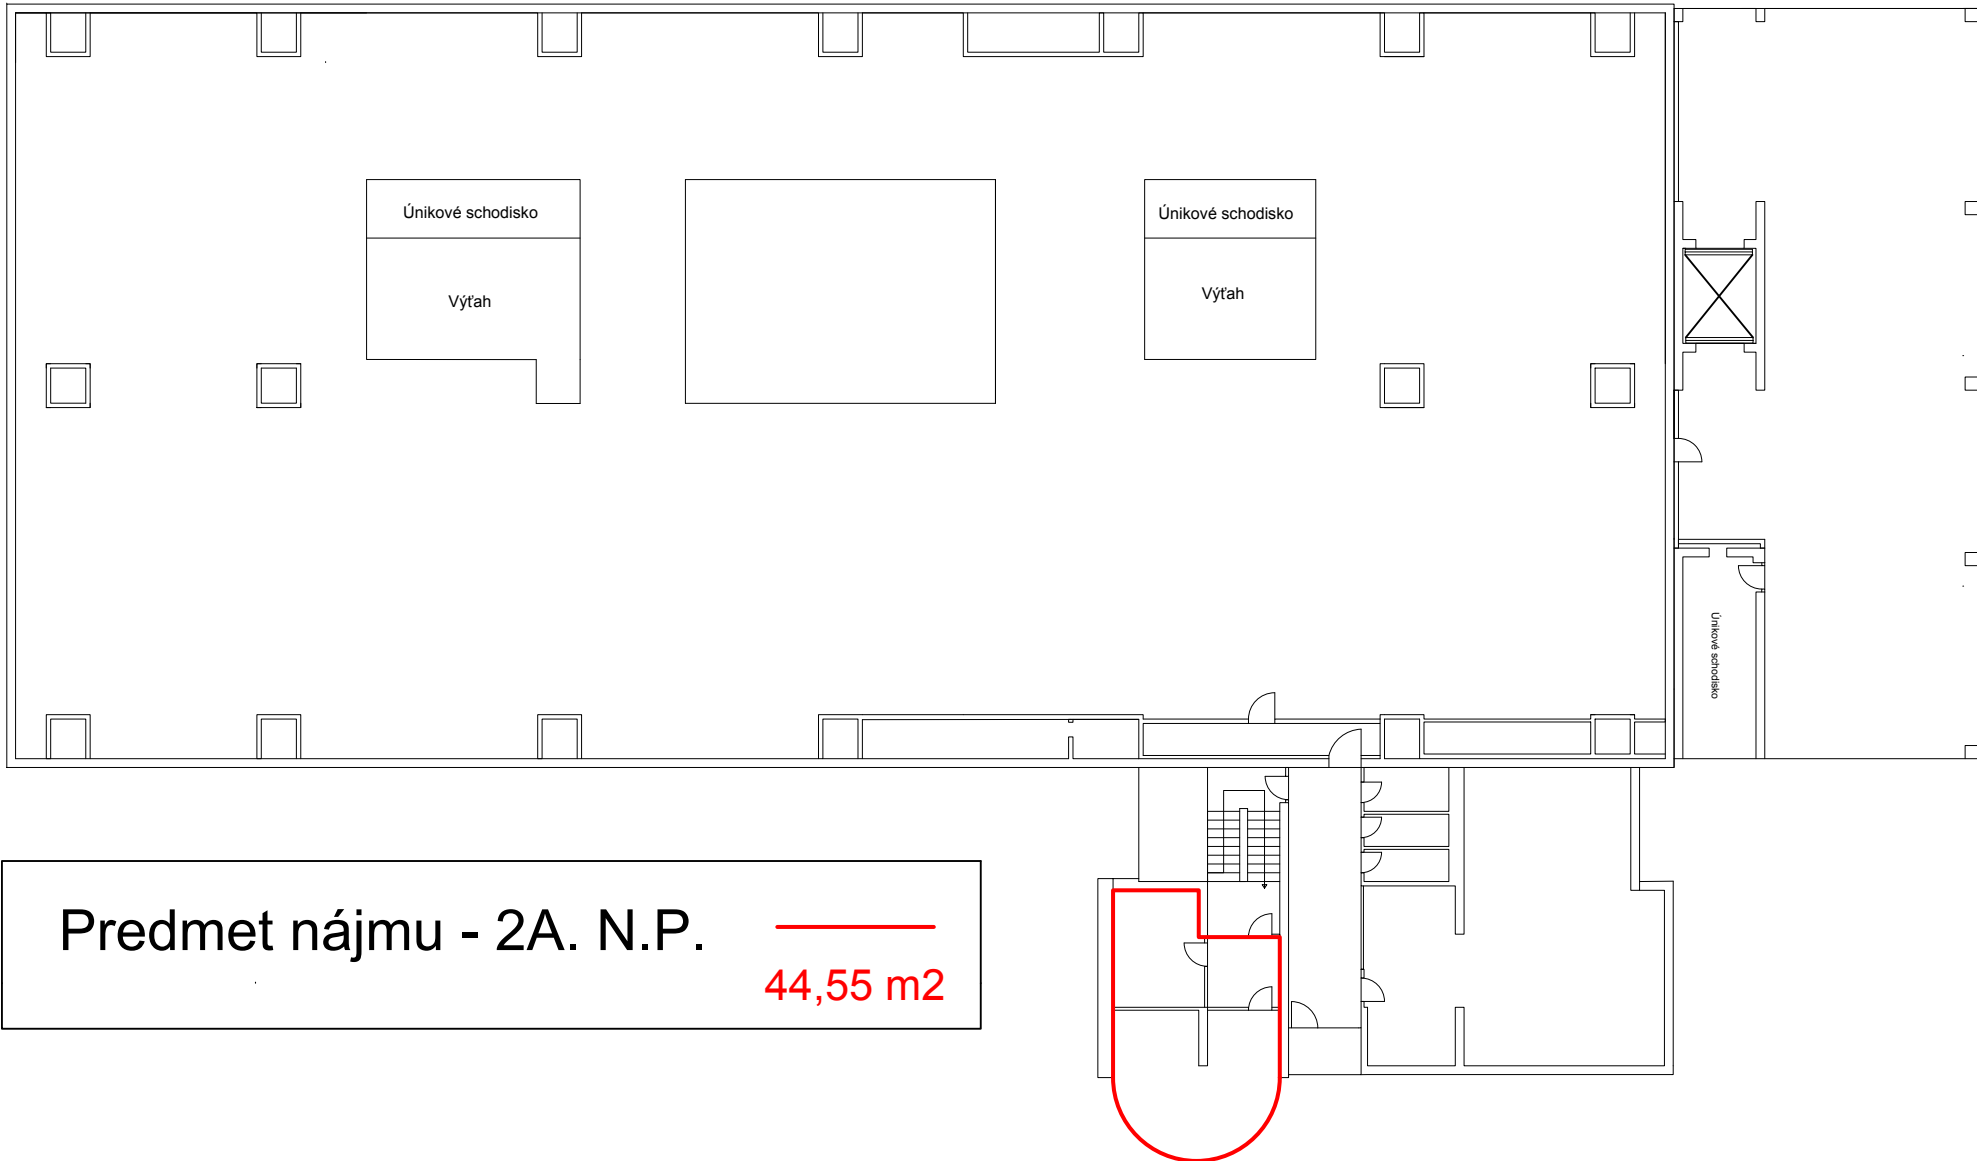 Únikové schodisko
Výťah
Únikové schodisko
Výťah
Únikové schodisko
Predmet nájmu - 2A. N.P.
44,55 m2